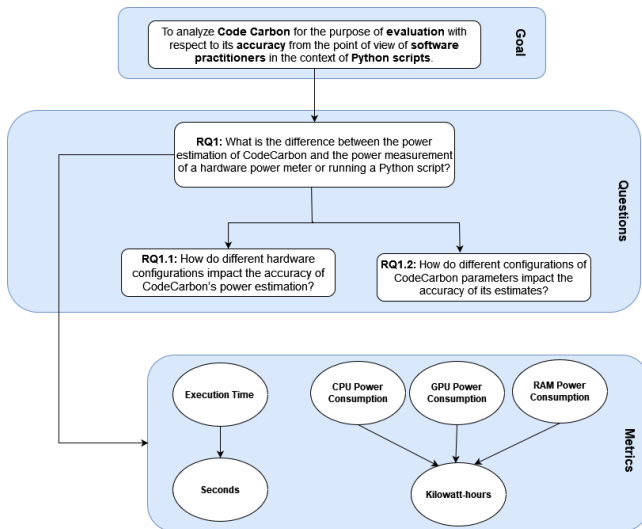 To analyze Code Carbon for the purpose of evaluation with
respect to its accuracy from the point of view of software
practitioners in the context of Python scripts.
Goal
RQ1: What is the difference between the power
estimation of CodeCarbon and the power measurement
of a hardware power meter or running a Python script?
Questions
RQ1.1: How do different hardware
configurations impact the accuracy of
CodeCarbon's power estimation?
RQ1.2: How do different configurations of
CodeCarbon parameters impact the
accuracy of its estimates?
Execution Time
CPU Power
Consumption
GPU Power
Consumption
RAM Power
Consumption
Metrics
Seconds
Kilowatt-hours